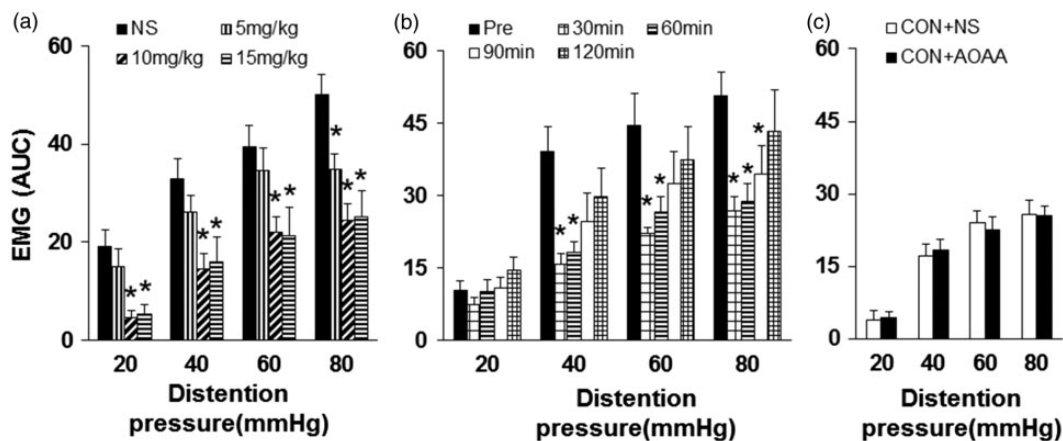 (a)
NS 5mg/kg
10mg/kg 15mg/kg
EMG (AUC)
60
40
20
0
* * * * * * * * *
20 40 60 80
Distention
pressure(mmHg)
(b)
Pre 30min 60min
90min 120min
60
45
30
15
0
* * * * * * *
20 40 60 80
Distention
pressure(mmHg)
(c)
CON+NS
CON+AOAA
60
45
30
15
0
20 40 60 80
Distention
pressure(mmHg)